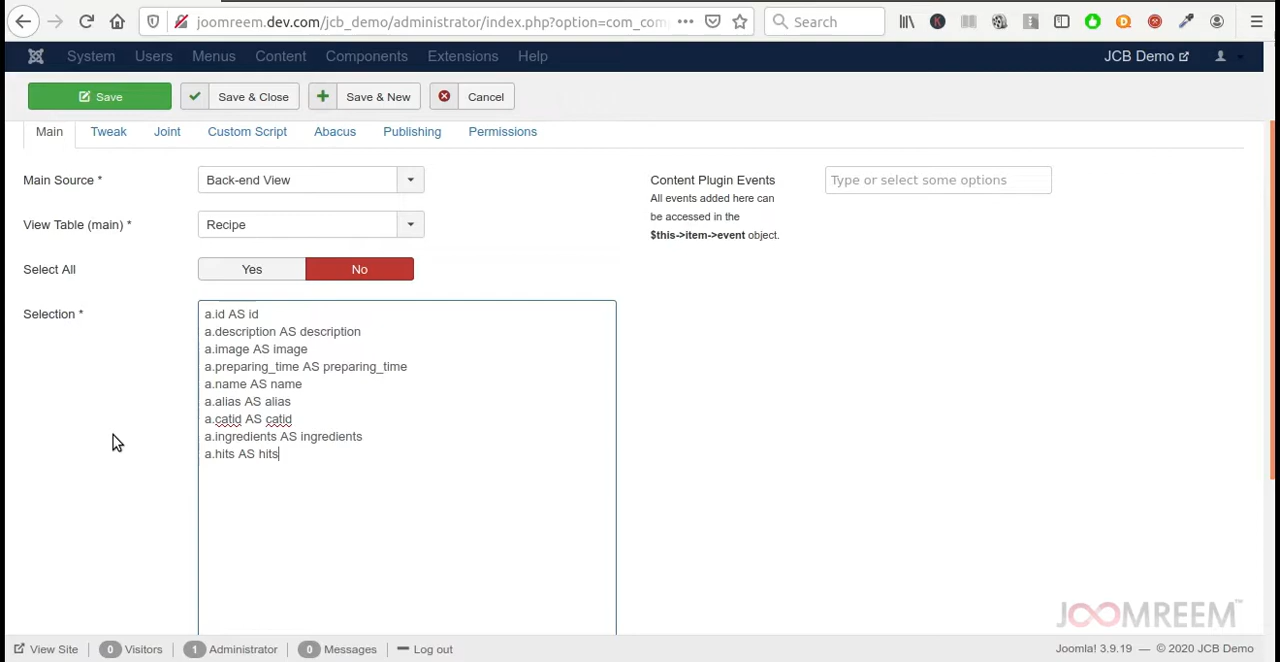 joomreem.dev.com/jcb_demo/administrator/index.php?option=com_com
Search
System Users Menus Content Components Extensions Help
JCB Demo
Save
Save & Close
Save & New
Cancel
Main Tweak Joint Custom Script Abacus Publishing Permissions
Main Source *
Back-end View
View Table (main) *
Recipe
Select All
Yes
No
Selection *
a.id AS id
a.description AS description
a.image AS image
a.preparing_time AS preparing_time
a.name AS name
a.alias AS alias
a.catid AS catid
a.ingredients AS ingredients
a.hits AS hits
Content Plugin Events
All events added here can
be accessed in the
$this->item->event object.
Type or select some options
JOOMREEM™
View Site
0 Visitors
1 Administrator
0 Messages
Log out
Joomla! 3.9.19 — © 2020 JCB Demo